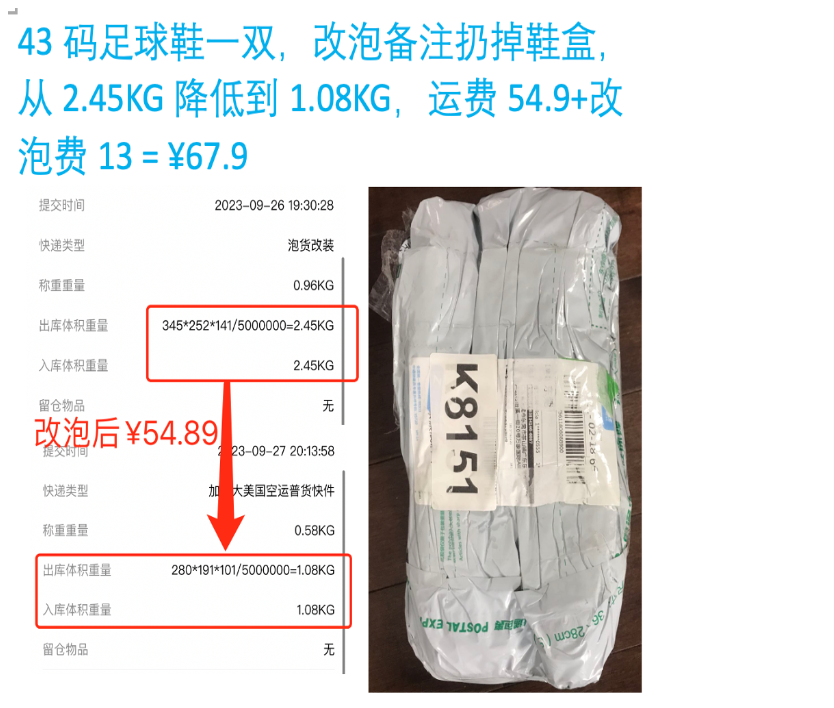 43 码足球鞋一双，改泡备注扔掉鞋盒，
从 2.45KG 降低到 1.08KG，运费 54.9+改
泡费 13 = ¥67.9
提交时间 2023-09-26 19:30:28
快递类型 泡货改装
称重重量 0.96KG
出库体积重量 345*252*141/5000000=2.45KG
入库体积重量 2.45KG
留仓物品 无
改泡后 ¥54.89
提交时间 2023-09-27 20:13:58
快递类型 加 大美国空运普货快件
称重重量 0.58KG
出库体积重量 280*191*101/5000000=1.08KG
入库体积重量 1.08KG
留仓物品 无
K8151
POSTAL EXP
28cm